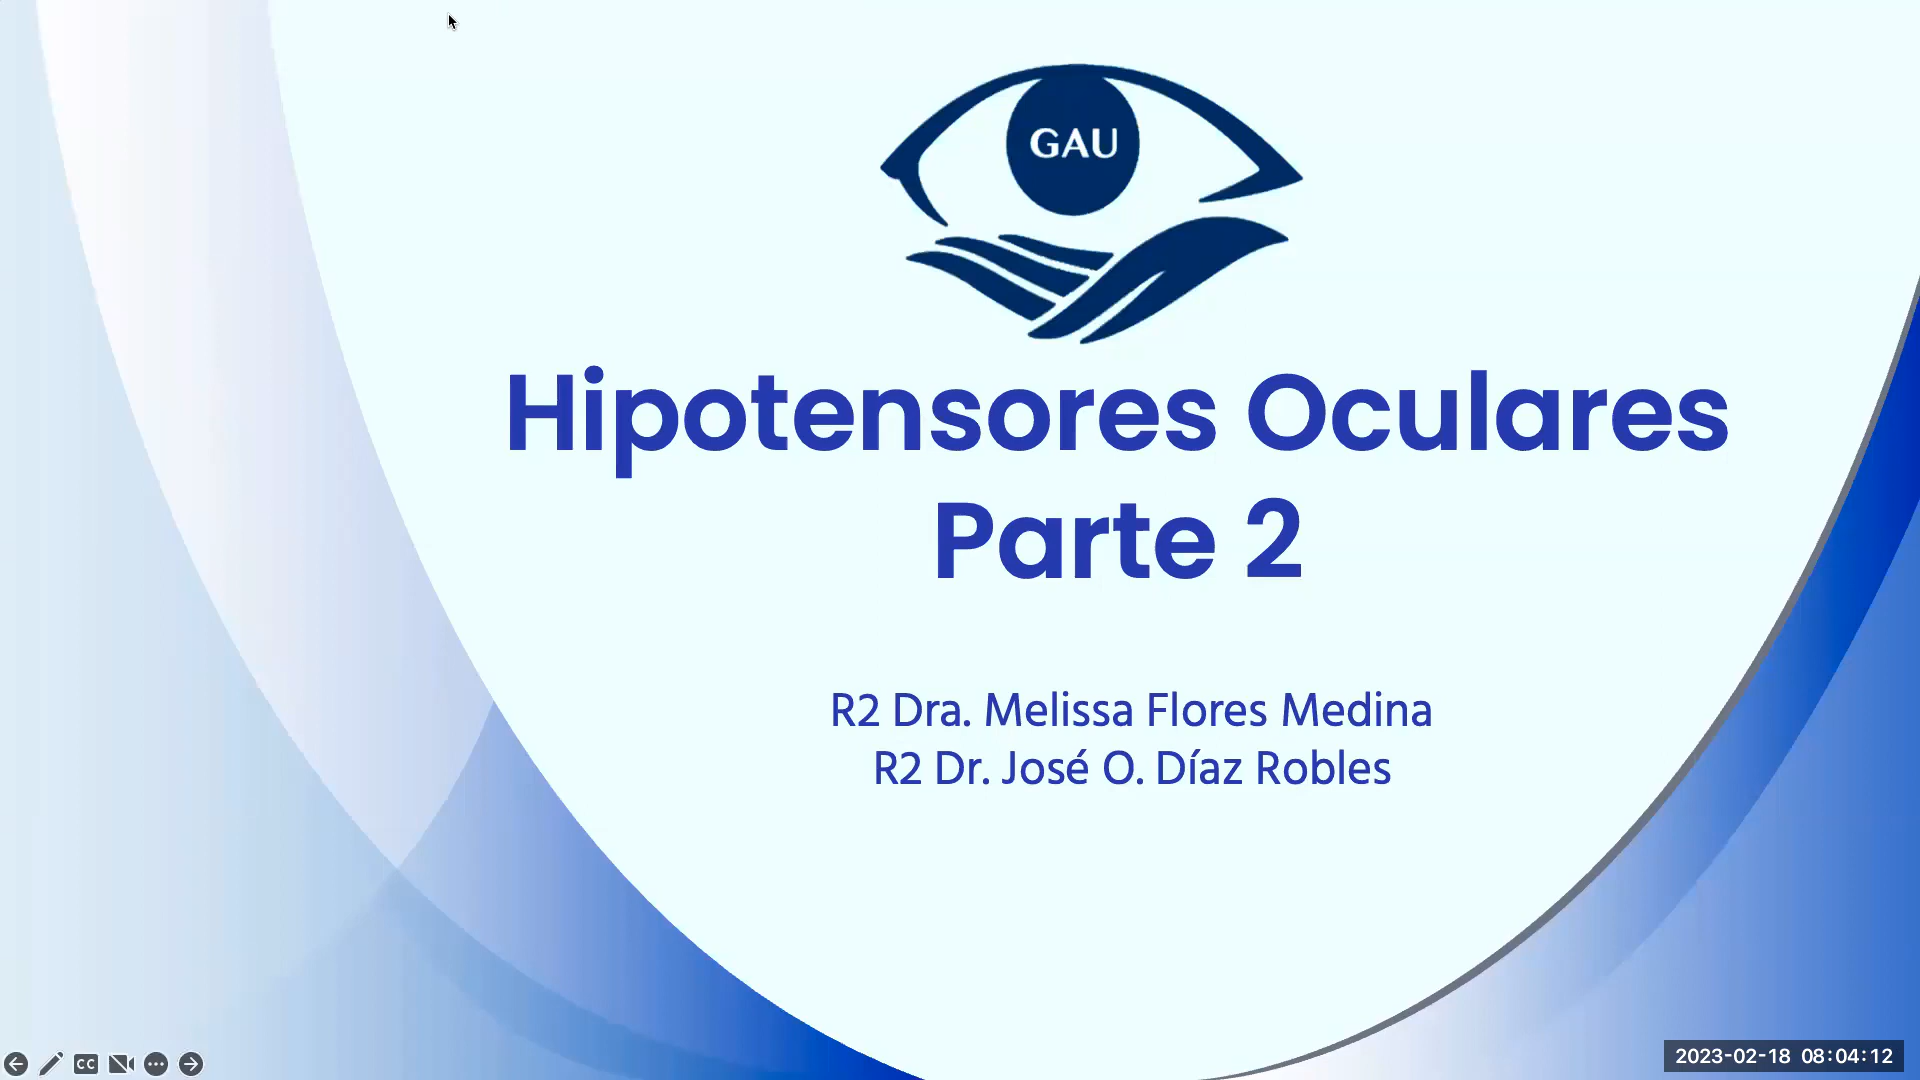 GAU
Hipotensores Oculares
Parte 2
R2 Dra. Melissa Flores Medina
R2 Dr. José O. Díaz Robles
CC
2023-02-18 08:04:12